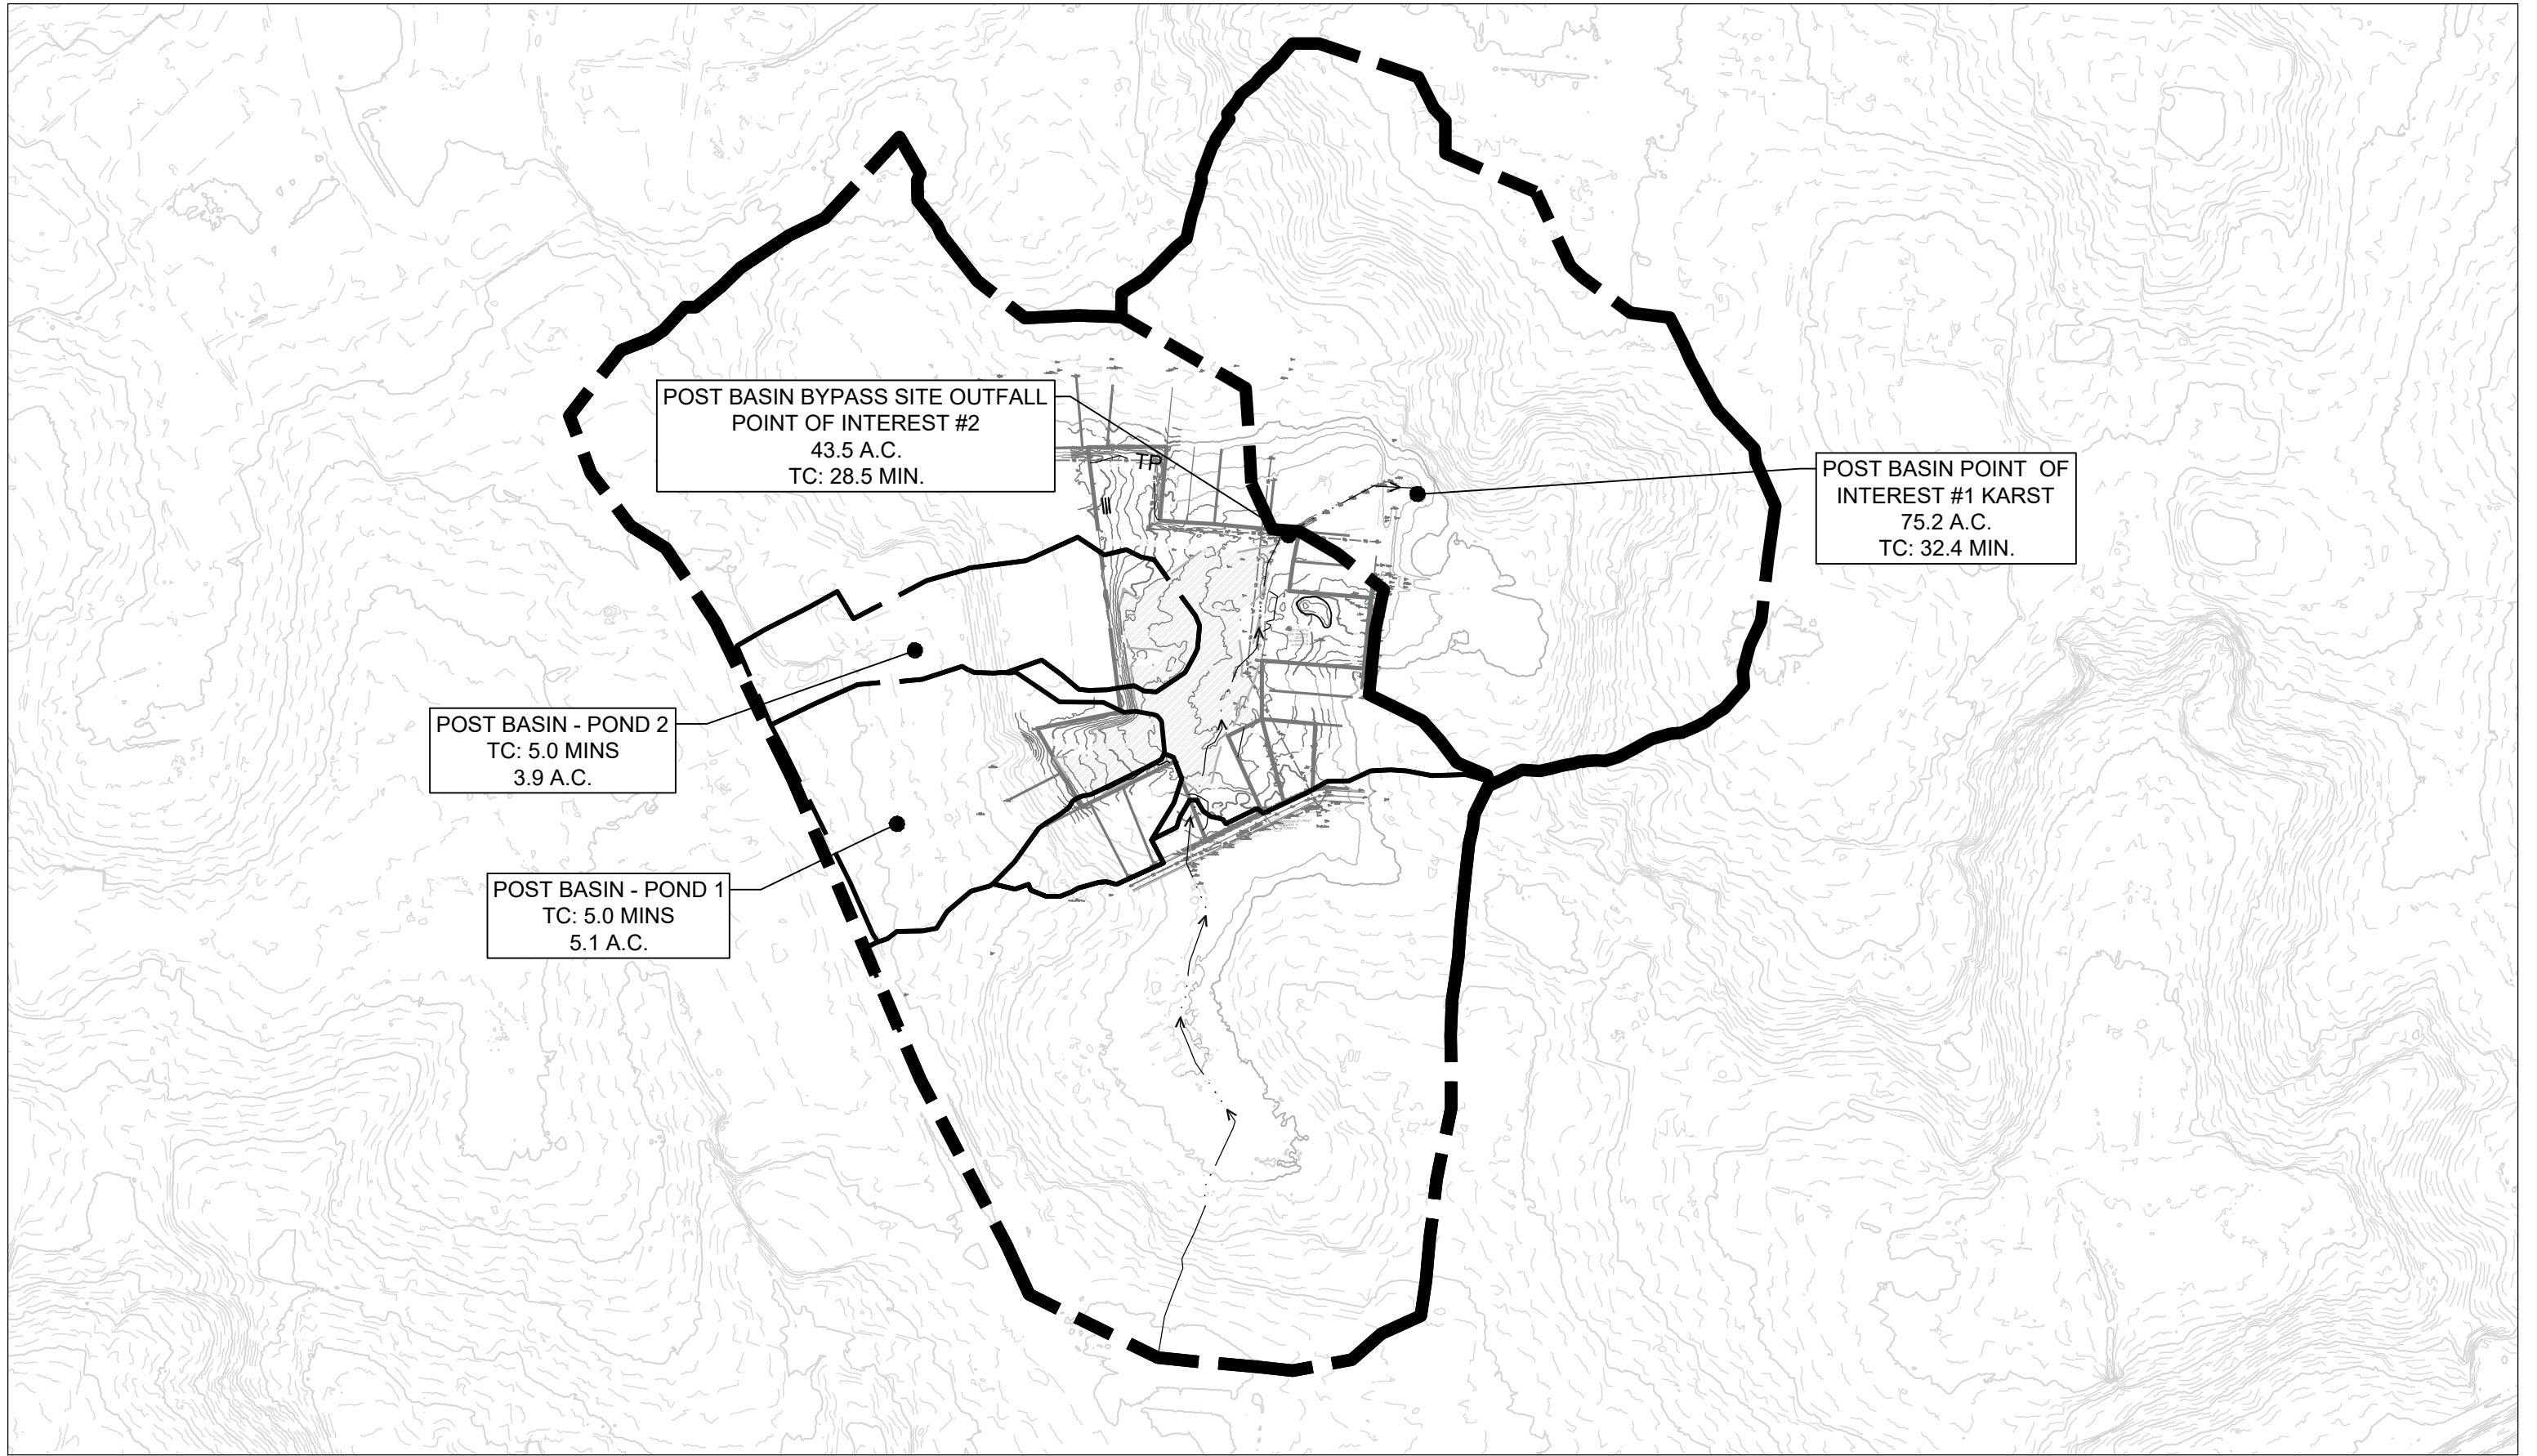 POST BASIN BYPASS SITE OUTFALL
POINT OF INTEREST #2
43.5 A.C.
TC: 28.5 MIN.
TP
POST BASIN POINT OF
INTEREST #1 KARST
75.2 A.C.
TC: 32.4 MIN.
POST BASIN - POND 2
TC: 5.0 MINS
3.9 A.C.
POST BASIN - POND 1
TC: 5.0 MINS
5.1 A.C.